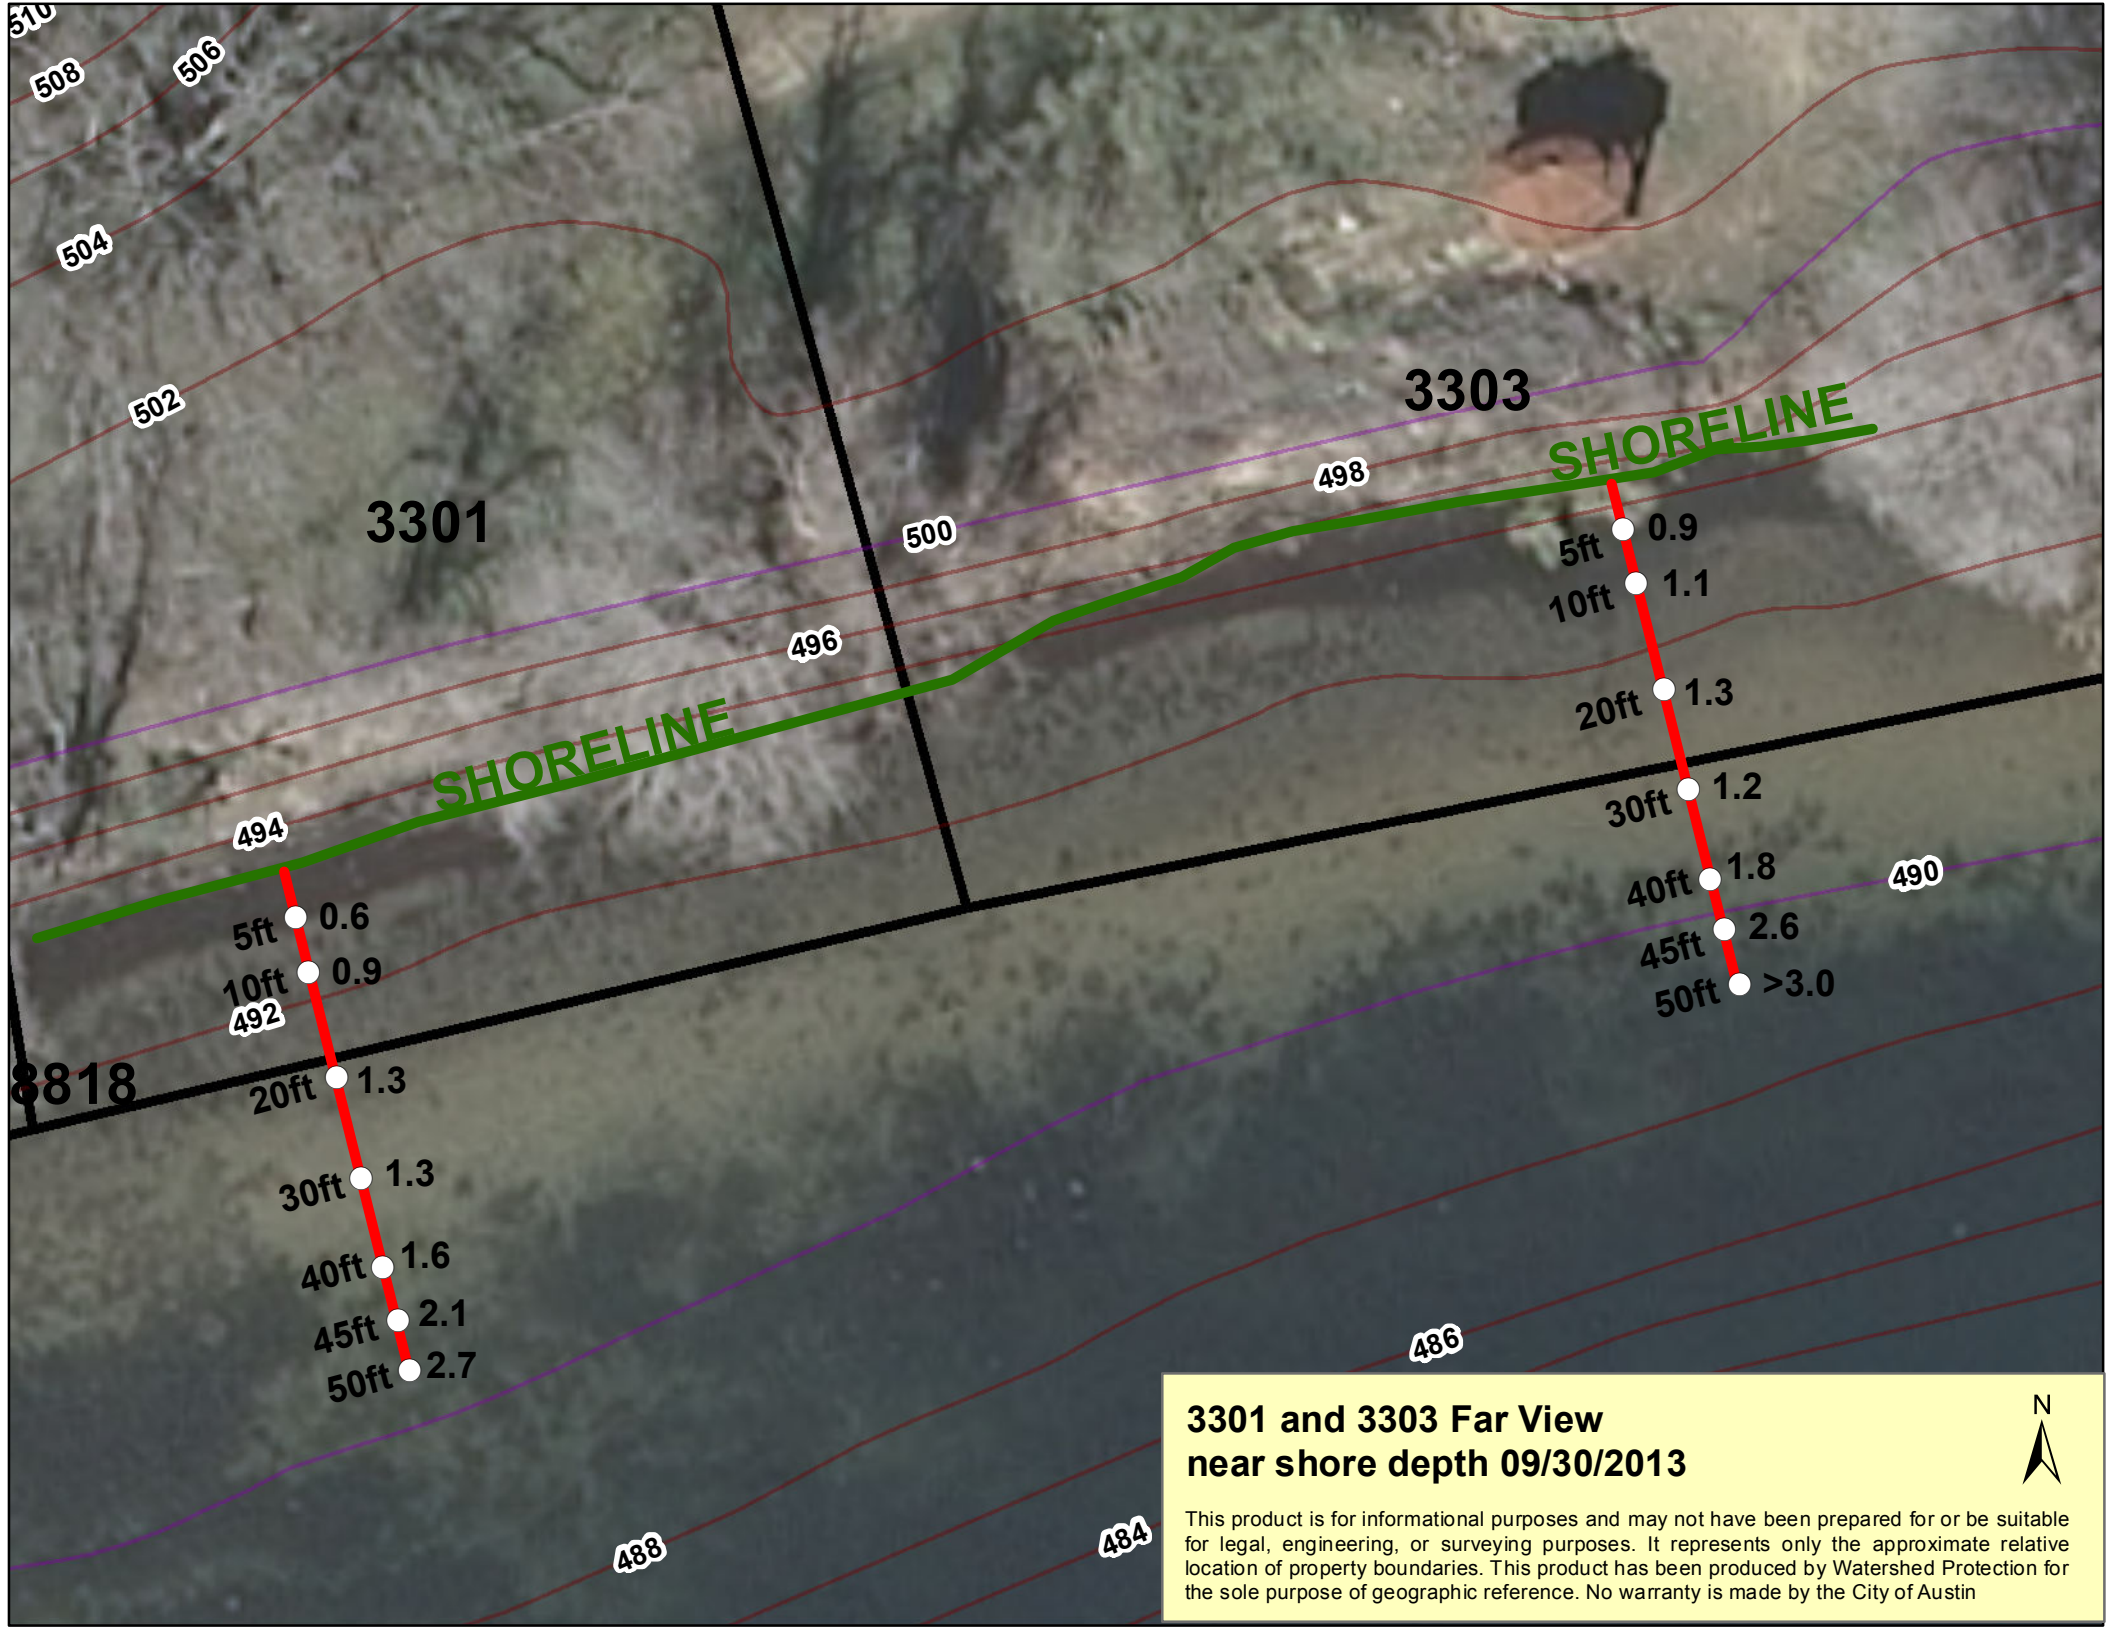 510
508
506
504
502
3301
3303
500
498
496
494
492
490
488
486
484
SHORELINE
SHORELINE
8818
5ft 0.6
10ft 0.9
20ft 1.3
30ft 1.3
40ft 1.6
45ft 2.1
50ft 2.7
5ft 0.9
10ft 1.1
20ft 1.3
30ft 1.2
40ft 1.8
45ft 2.6
50ft >3.0
3301 and 3303 Far View
near shore depth 09/30/2013
N
This product is for informational purposes and may not have been prepared for or be suitable
for legal, engineering, or surveying purposes. It represents only the approximate relative
location of property boundaries. This product has been produced by Watershed Protection for
the sole purpose of geographic reference. No warranty is made by the City of Austin